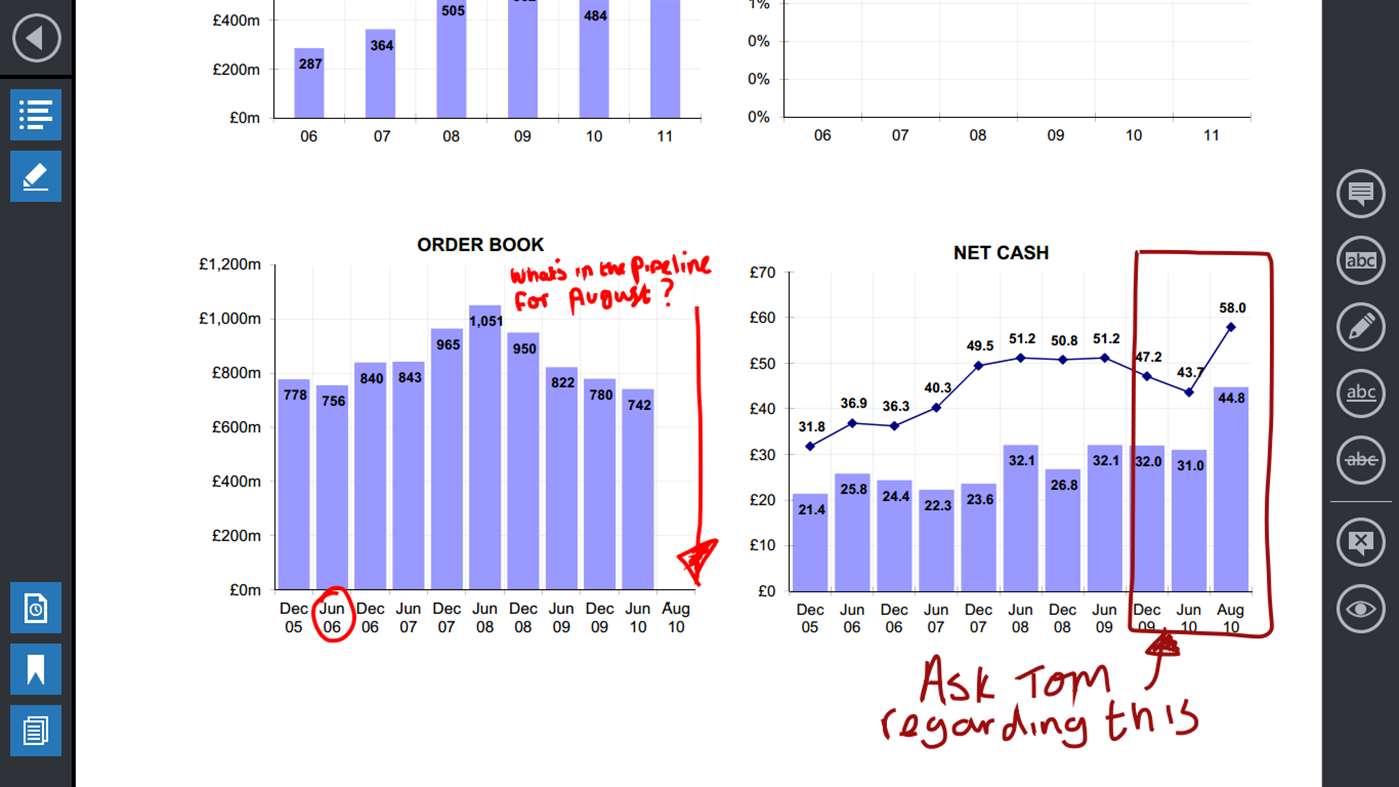 £400m
£200m
£0m
287
364
505
484
06 07 08 09 10 11
1%
0%
0%
0%
06 07 08 09 10 11
ORDER BOOK
What's in the Pipeline
For August?
£1,200m
£1,000m
£800m
£600m
£400m
£200m
£0m
778 756 840 843 965 1,051 950 822 780 742
Dec Jun Dec Jun Dec Jun Dec Jun Dec Jun Aug
05 06 06 07 07 08 08 09 09 10 10
NET CASH
£70
£60
£50
£40
£30
£20
£10
£0
31.8 36.9 36.3 40.3 49.5 51.2 50.8 51.2 47.2 43.7 58.0
21.4 25.8 24.4 22.3 23.6 32.1 26.8 32.1 32.0 31.0 44.8
Dec Jun Dec Jun Dec Jun Dec Jun Dec Jun Aug
05 06 06 07 07 08 08 09 09 10 10
Ask Tom
regarding this
abc
abc
abc